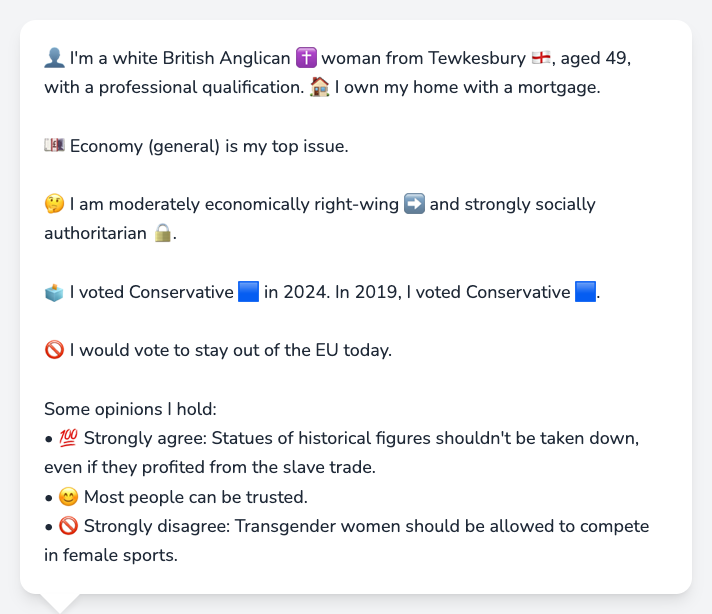 👤 I'm a white British Anglican ✝️ woman from Tewkesbury 🏴󠁧󠁢󠁥󠁮󠁧󠁿, aged 49,
with a professional qualification. 🏠 I own my home with a mortgage.
💷 Economy (general) is my top issue.
🤔 I am moderately economically right-wing ➡️ and strongly socially
authoritarian 🔒.
🗳️ I voted Conservative 🟦 in 2024. In 2019, I voted Conservative 🟦.
🚫 I would vote to stay out of the EU today.
Some opinions I hold:
• 💯 Strongly agree: Statues of historical figures shouldn't be taken down,
even if they profited from the slave trade.
• 😊 Most people can be trusted.
• 🚫 Strongly disagree: Transgender women should be allowed to compete
in female sports.